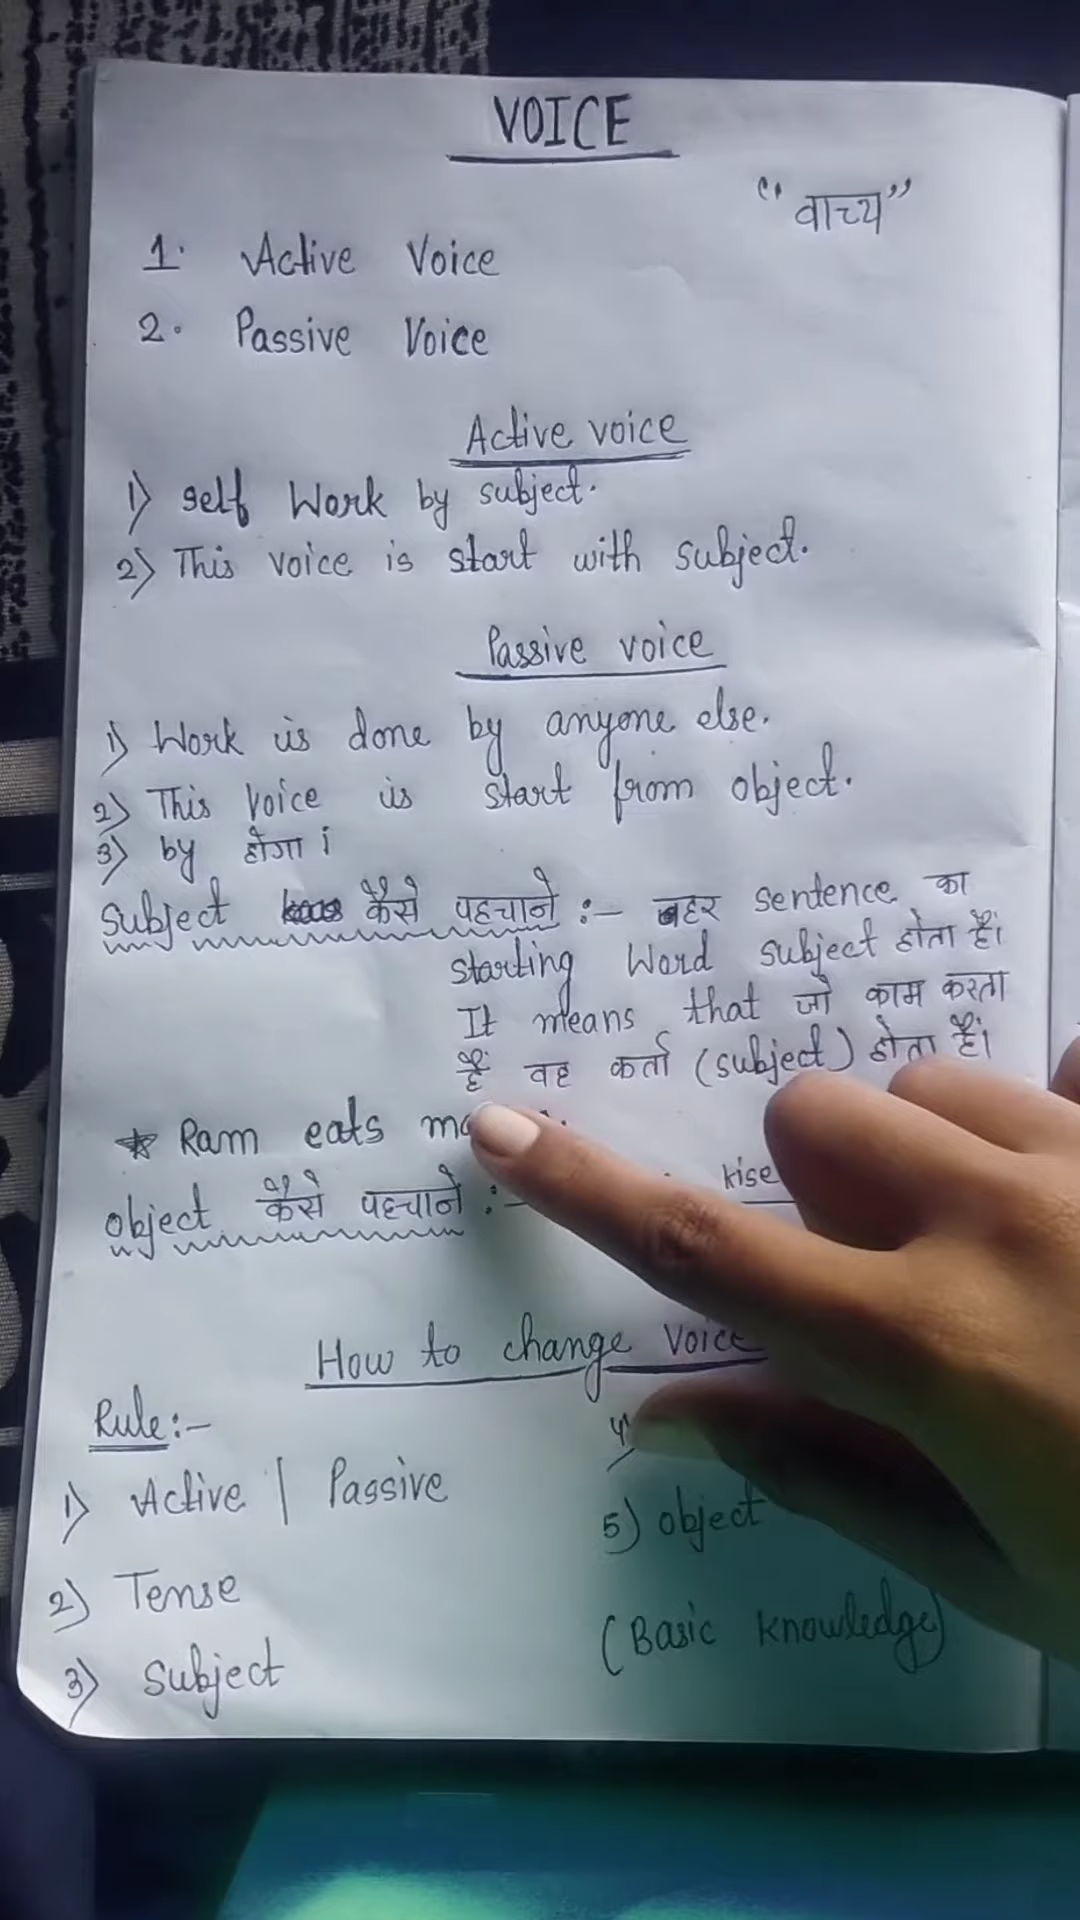 VOICE
“वाच्य”
1. Active Voice
2. Passive Voice
Active voice
1) self Work by subject.
2) This voice is start with subject.
Passive voice
1) Work is done by anyone else.
2) This Voice is start from object.
3) by होगा।
Subject कैसे पहचाने :- हर sentence का
starting Word subject होता हैं।
It means that जो काम करता
हैं वह कर्ता (subject) होता हैं।
★ Ram eats
object कैसे पहचाने :- kise
How to change Voice
Rule:-
1) Active | Passive
2) Tense
3) Subject
4)
5) object
(Basic Knowledge)